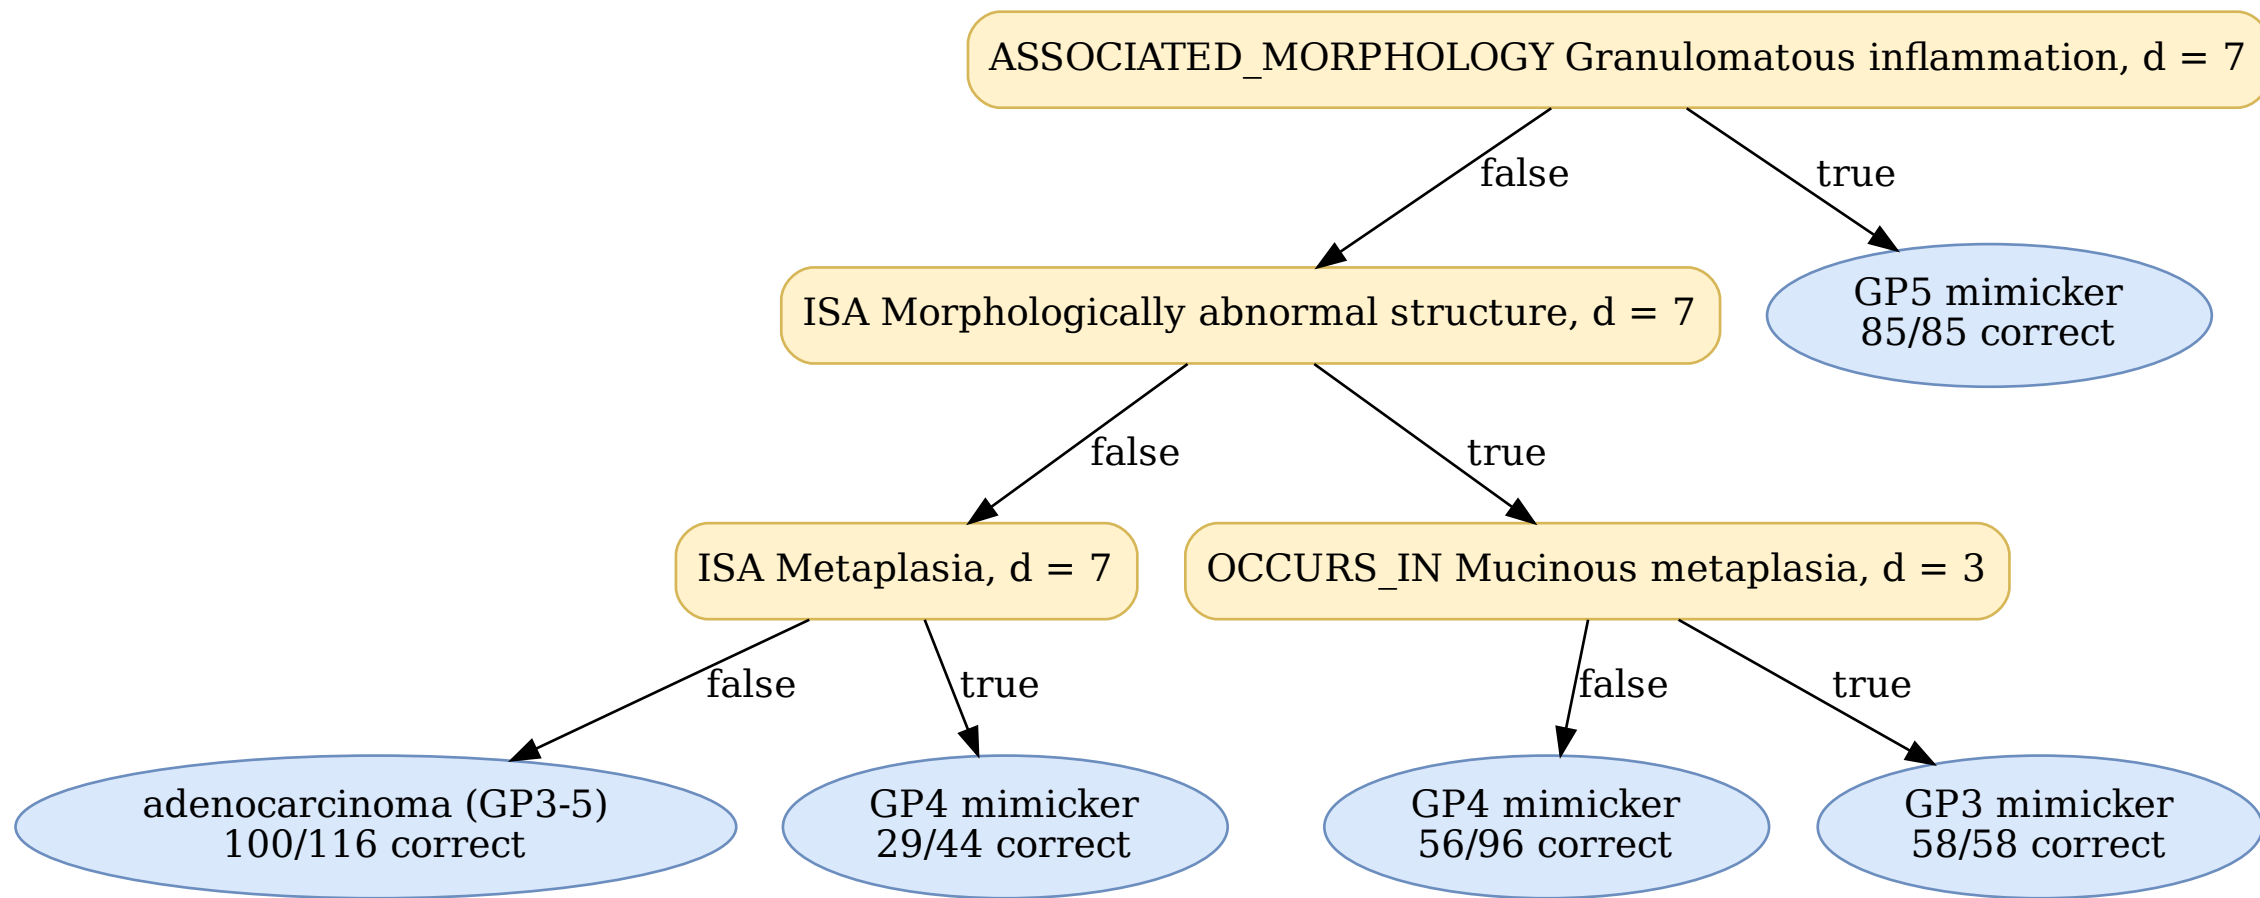 ASSOCIATED_MORPHOLOGY Granulomatous inflammation, d = 7
false
true
ISA Morphologically abnormal structure, d = 7
GP5 mimicker
85/85 correct
false
true
ISA Metaplasia, d = 7
OCCURS_IN Mucinous metaplasia, d = 3
false
true
false
true
adenocarcinoma (GP3-5)
100/116 correct
GP4 mimicker
29/44 correct
GP4 mimicker
56/96 correct
GP3 mimicker
58/58 correct